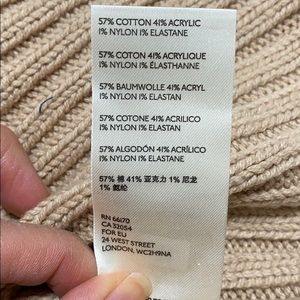 57% COTTON 41% ACRYLIC
1% NYLON 1% ELASTANE
57% COTON 41% ACRYLIQUE
1% NYLON 1% ÉLASTHANNE
57% BAUMWOLLE 41% ACRYL
1% NYLON 1% ELASTAN
57% COTONE 41% ACRILICO
1% NYLON 1% ELASTANE
57% ALGODÓN 41% ACRÍLICO
1% NYLON 1% ELASTANE
57% 棉 41% 亚克力 1% 尼龙
1% 氨纶
RN 66170
CA 32054
FOR EU
24 WEST STREET
LONDON, WC2H9NA